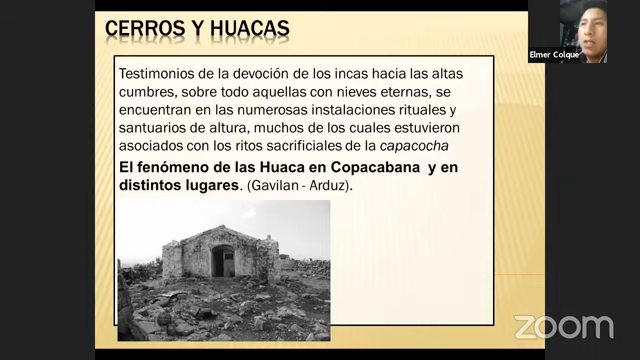 CERROS Y HUACAS
Elmer Colque
Testimonios de la devoción de los incas hacia las altas
cumbres, sobre todo aquellas con nieves eternas, se
encuentran en las numerosas instalaciones rituales y
santuarios de altura, muchos de los cuales estuvieron
asociados con los ritos sacrificiales de la capacocha
El fenómeno de las Huaca en Copacabana y en
distintos lugares. (Gavilan - Arduz).
zoom